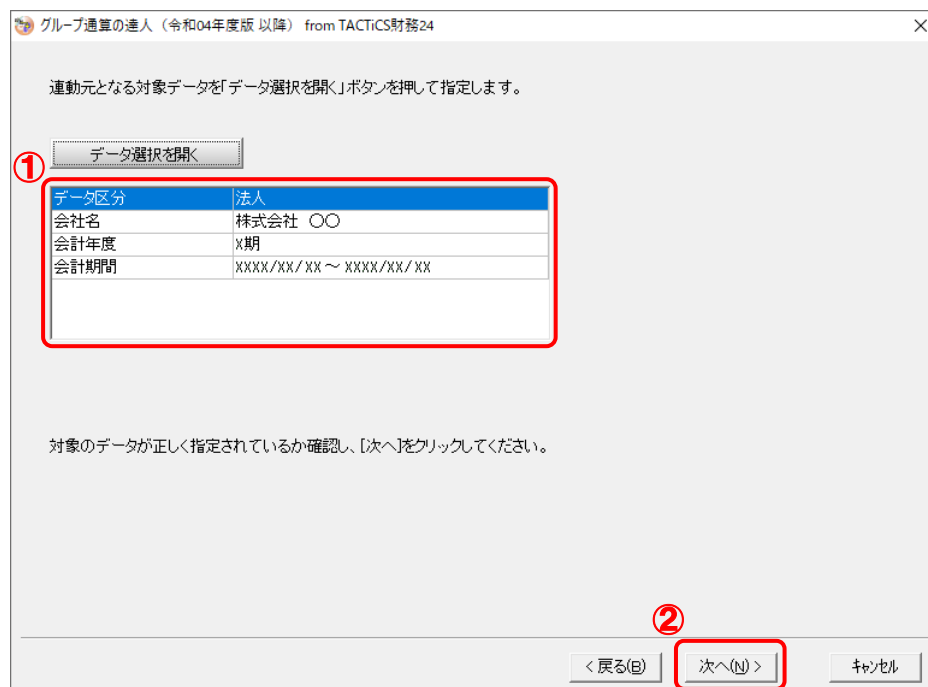 グループ通算の達人（令和04年度版 以降） from TACTiCS財務24
連動元となる対象データを「データ選択を開く」ボタンを押して指定します。
データ選択を開く
①
データ区分 法人
会社名 株式会社 〇〇
会計年度 X期
会計期間 XXXX/XX/XX ～ XXXX/XX/XX
対象のデータが正しく指定されているか確認し、[次へ]をクリックしてください。
②
< 戻る(B) 次へ(N) > キャンセル